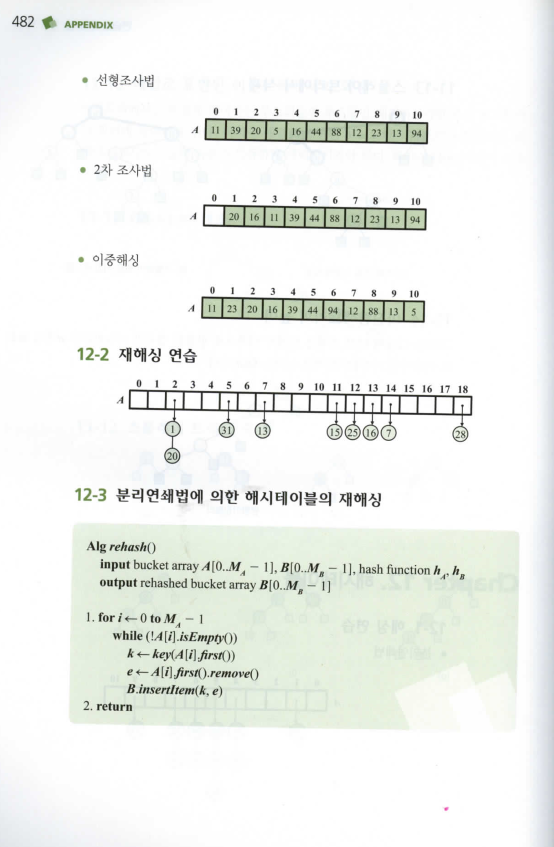 482 APPENDIX
• 선형조사법
0 1 2 3 4 5 6 7 8 9 10
A 11 39 20 5 16 44 88 12 23 13 94
• 2차 조사법
0 1 2 3 4 5 6 7 8 9 10
A 20 16 11 39 44 88 12 23 13 94
• 이중해싱
0 1 2 3 4 5 6 7 8 9 10
A 11 23 20 16 39 44 94 12 88 13 5
12-2 재해싱 연습
0 1 2 3 4 5 6 7 8 9 10 11 12 13 14 15 16 17 18
A
1 31 13 15 25 16 7 28
20
12-3 분리연쇄법에 의한 해시테이블의 재해싱
Alg rehash()
input bucket array A[0..M_A − 1], B[0..M_B − 1], hash function h_A, h_B
output rehashed bucket array B[0..M_B − 1]
1. for i ← 0 to M_A − 1
while (!A[i].isEmpty())
k ← key(A[i].first())
e ← A[i].first().remove()
B.insertItem(k, e)
2. return